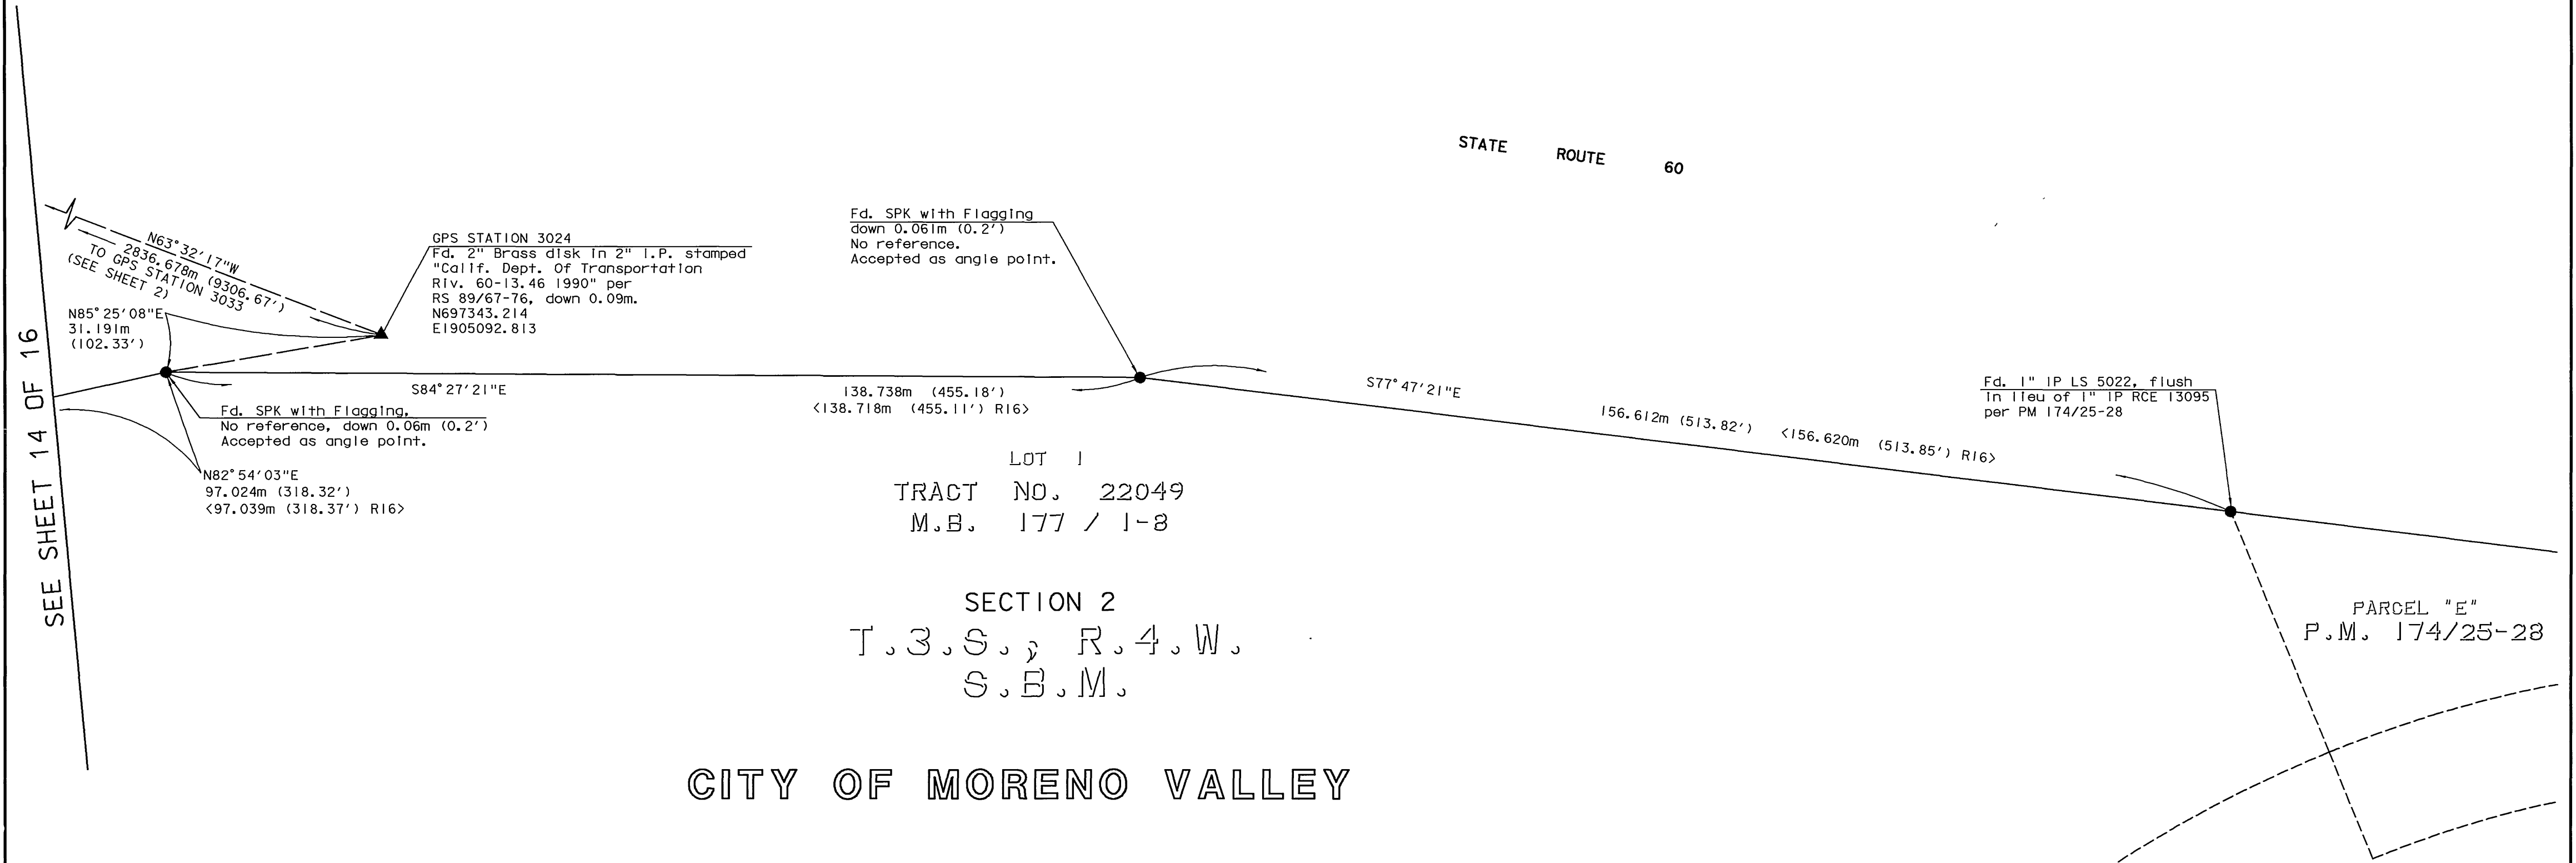 STATE ROUTE 60
N63°32'17"W
2836.678m (9306.67')
TO GPS STATION 3033
(SEE SHEET 2)
N85°25'08"E
31.191m
(102.33')
GPS STATION 3024
Fd. 2" Brass disk in 2" I.P. stamped
"Calif. Dept. Of Transportation
Riv. 60-13.46 1990" per
RS 89/67-76, down 0.09m.
N697343.214
E1905092.813
Fd. SPK with Flagging
down 0.061m (0.2')
No reference.
Accepted as angle point.
SEE SHEET 14 OF 16
S84°27'21"E
138.738m (455.18')
<138.718m (455.11') R16>
Fd. SPK with Flagging,
No reference, down 0.06m (0.2')
Accepted as angle point.
N82°54'03"E
97.024m (318.32')
<97.039m (318.37') R16>
S77°47'21"E
156.612m (513.82') <156.620m (513.85') R16>
Fd. 1" IP LS 5022, flush
in lieu of 1" IP RCE 13095
per PM 174/25-28
LOT 1
TRACT NO. 22049
M.B. 177 / 1-8
SECTION 2
T.3.S., R.4.W.
S.B.M.
PARCEL "E"
P.M. 174/25-28
CITY OF MORENO VALLEY